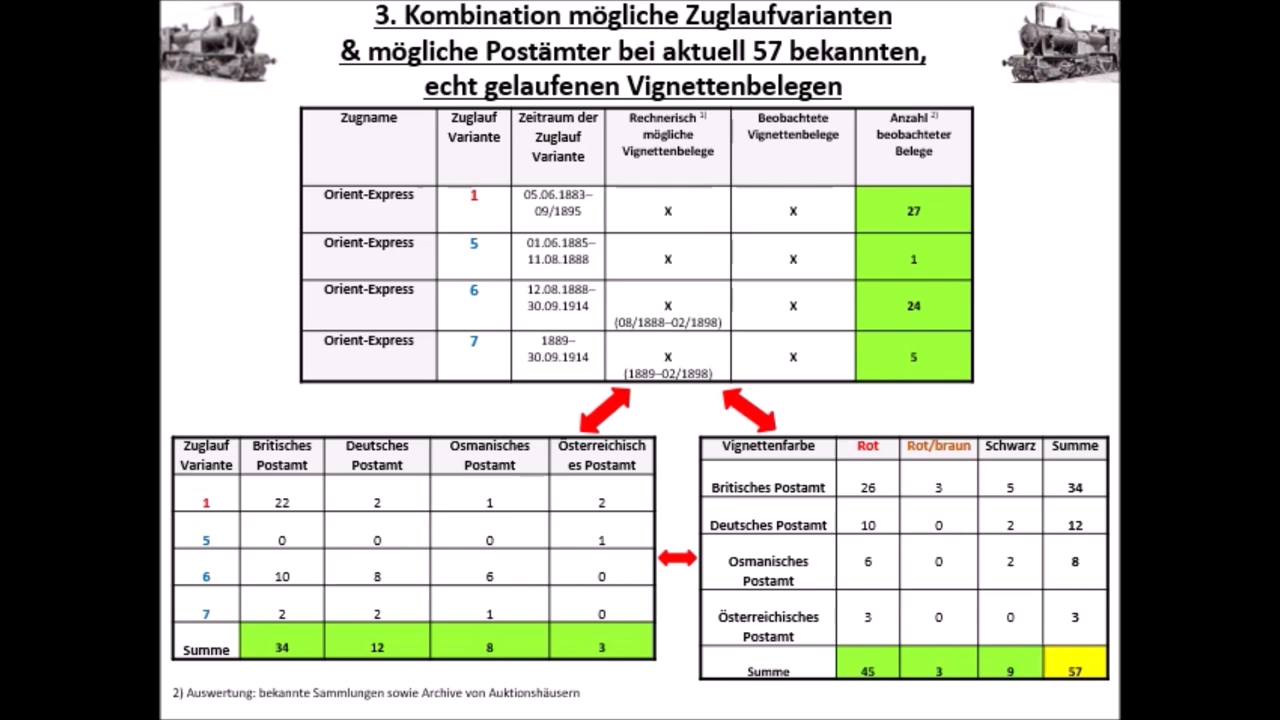 3. Kombination mögliche Zuglaufvarianten
& mögliche Postämter bei aktuell 57 bekannten,
echt gelaufenen Vignettenbelegen
Zugname Zuglauf Variante Zeitraum der Zuglauf Variante Rechnerisch 1) mögliche Vignettenbelege Beobachtete Vignettenbelege Anzahl 2) beobachteter Belege
Orient-Express 1 05.06.1883–09/1895 X X 27
Orient-Express 5 01.06.1885–11.08.1888 X X 1
Orient-Express 6 12.08.1888–30.09.1914 X (08/1888–02/1898) X 24
Orient-Express 7 1889–30.09.1914 X (1889–02/1898) X 5
Zuglauf Variante Britisches Postamt Deutsches Postamt Osmanisches Postamt Österreichisch es Postamt
1 22 2 1 2
5 0 0 0 1
6 10 8 6 0
7 2 2 1 0
Summe 34 12 8 3
Vignettenfarbe Rot Rot/braun Schwarz Summe
Britisches Postamt 26 3 5 34
Deutsches Postamt 10 0 2 12
Osmanisches Postamt 6 0 2 8
Österreichisches Postamt 3 0 0 3
Summe 45 3 9 57
2) Auswertung: bekannte Sammlungen sowie Archive von Auktionshäusern